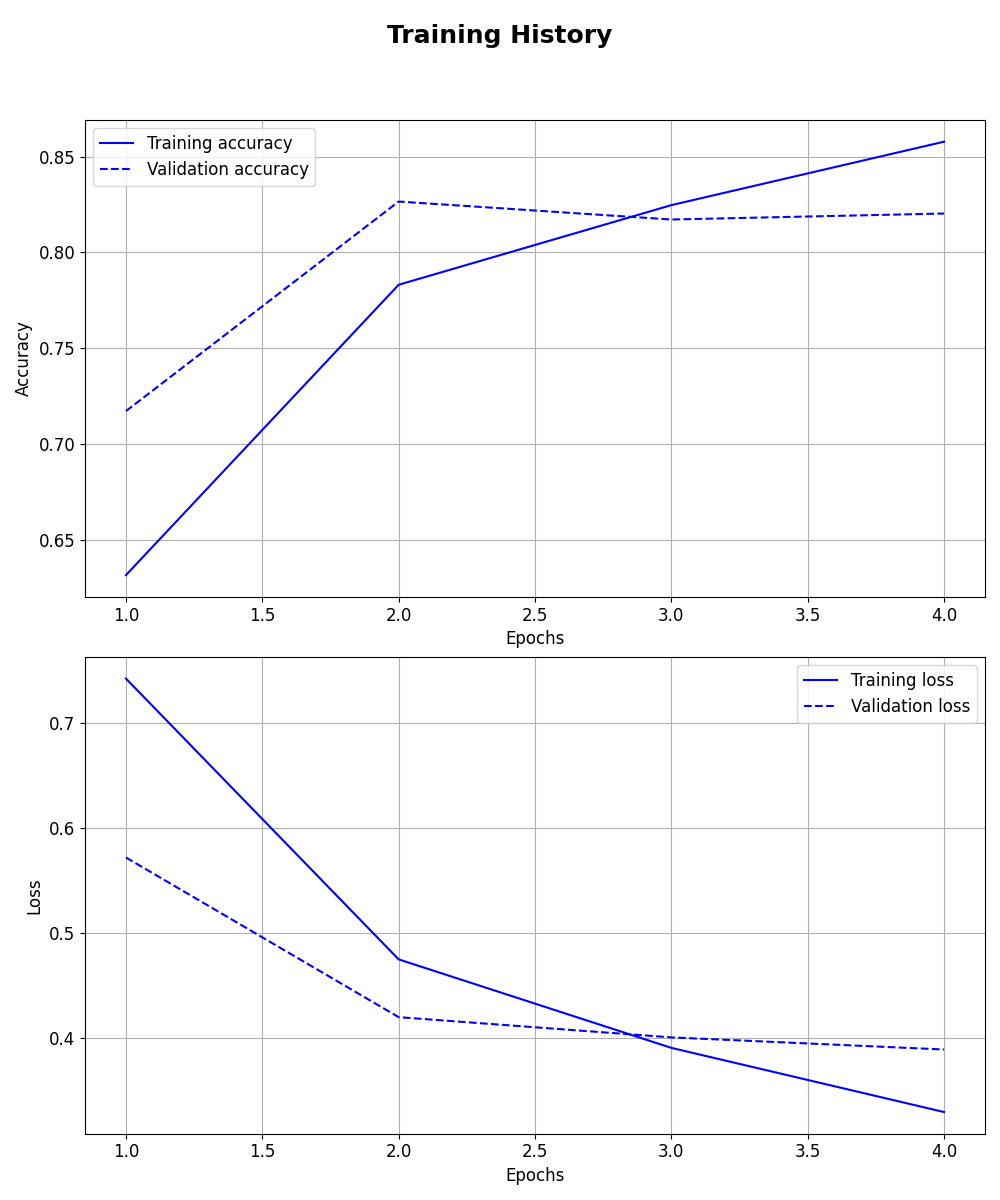 Training History
Training accuracy
Validation accuracy
0.85
0.80
0.75
0.70
0.65
Accuracy
1.0 1.5 2.0 2.5 3.0 3.5 4.0
Epochs
Training loss
Validation loss
0.7
0.6
0.5
0.4
Loss
1.0 1.5 2.0 2.5 3.0 3.5 4.0
Epochs